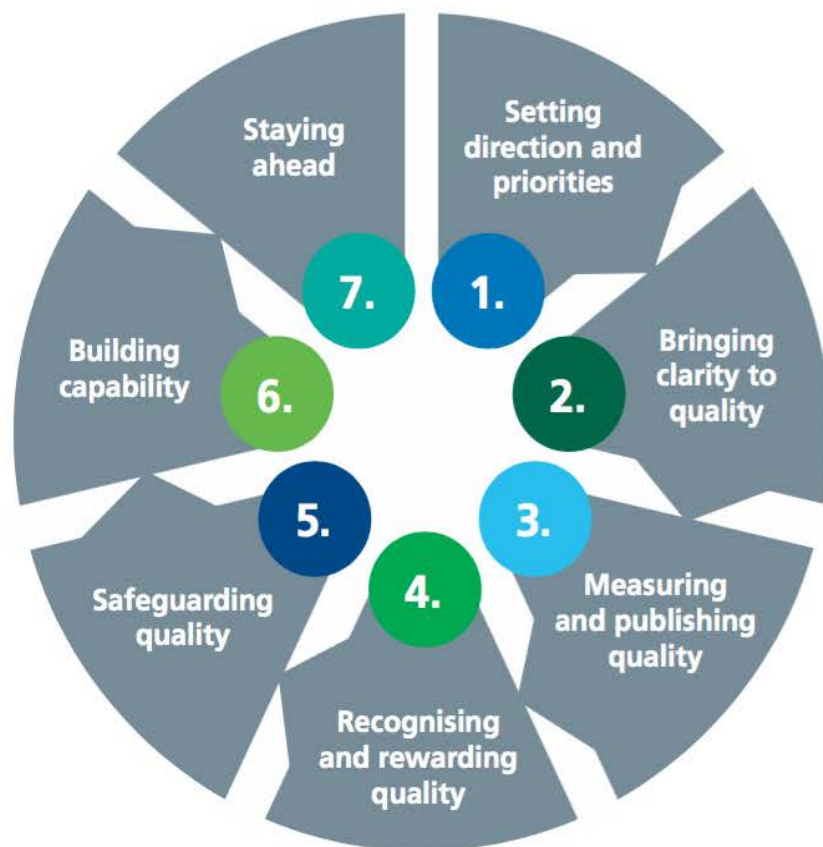 1.
Setting
direction and
priorities
2.
Bringing
clarity to
quality
3.
Measuring
and publishing
quality
4.
Recognising
and rewarding
quality
5.
Safeguarding
quality
6.
Building
capability
7.
Staying
ahead